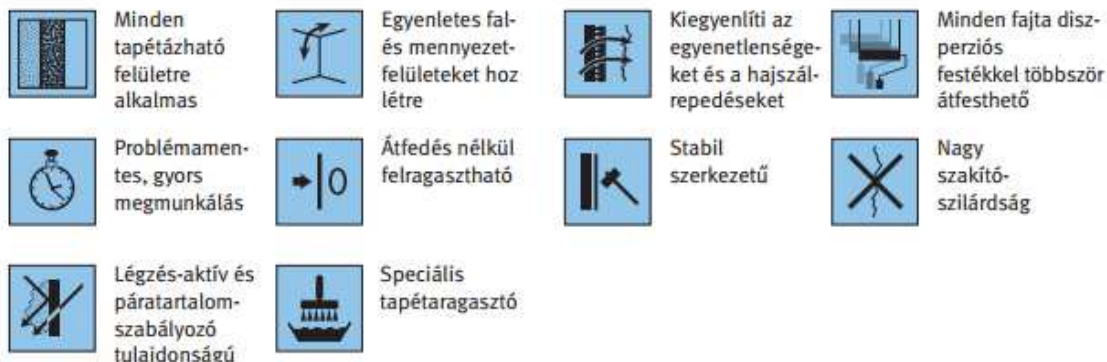 Minden
tapétázható
felületre
alkalmas
Egyenletes fal-
és mennyezet-
felületeket hoz
létre
Kiegyenlíti az
egyenetlensége-
ket és a hajszál-
repedéseket
Minden fajta disz-
perziós
festékkel többször
átfesthető
Problémamen-
tes, gyors
megmunkálás
Átfedés nélkül
felragasztható
Stabil
szerkezetű
Nagy
szakító-
szilárdság
Légzés-aktív és
páratartalom-
szabályozó
tulajdonságú
Speciális
tapétaragasztó